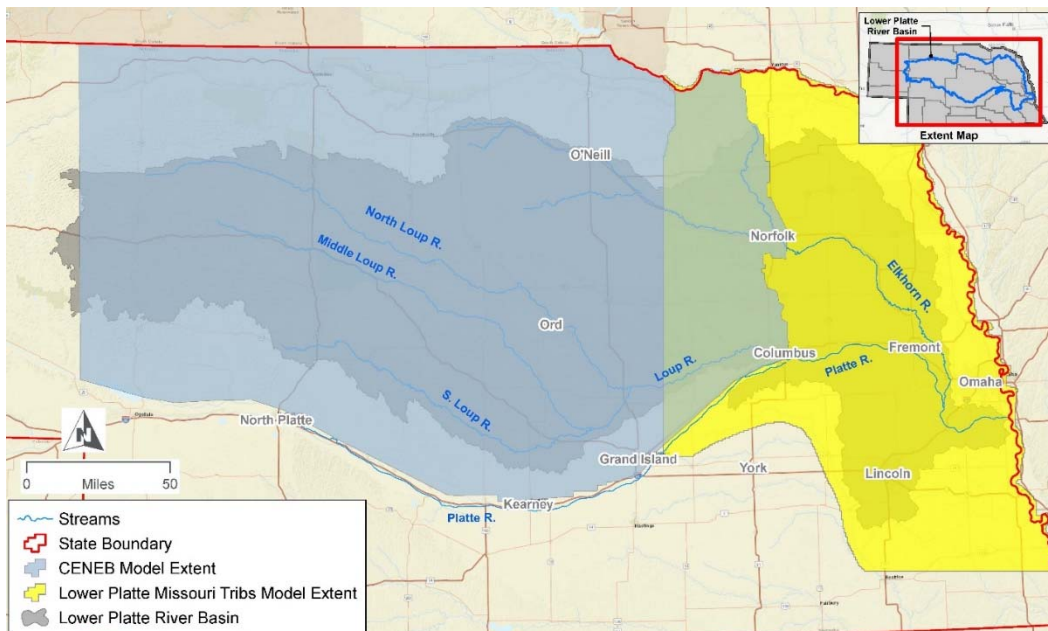 Lower Platte
River Basin
Extent Map
O'Neill
North Loup R.
Middle Loup R.
Norfolk
Elkhorn R.
Ord
Columbus
Fremont
Loup R.
Platte R.
Omaha
S. Loup R.
North Platte
Grand Island
York
Lincoln
Kearney
Platte R.
N
0 Miles 50
Streams
State Boundary
CENEB Model Extent
Lower Platte Missouri Tribs Model Extent
Lower Platte River Basin